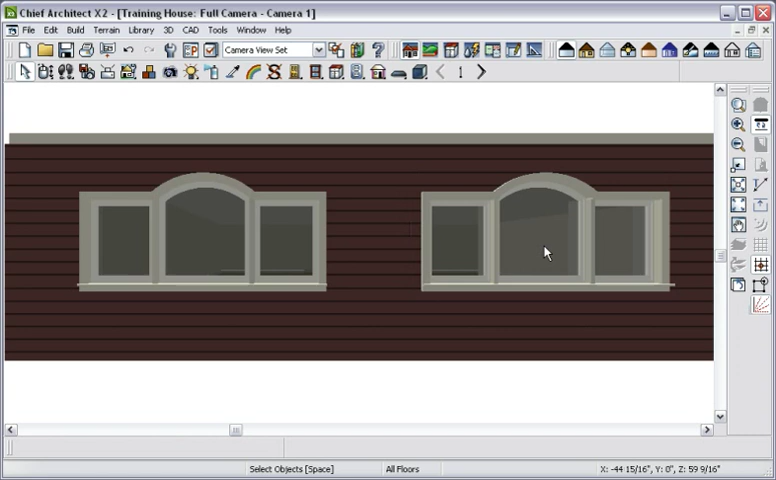 Chief Architect X2 - [Training House: Full Camera - Camera 1]
File Edit Build Terrain Library 3D CAD Tools Window Help
Camera View Set
1
Select Objects [Space] All Floors X: -44 15/16", Y: 0", Z: 59 9/16"